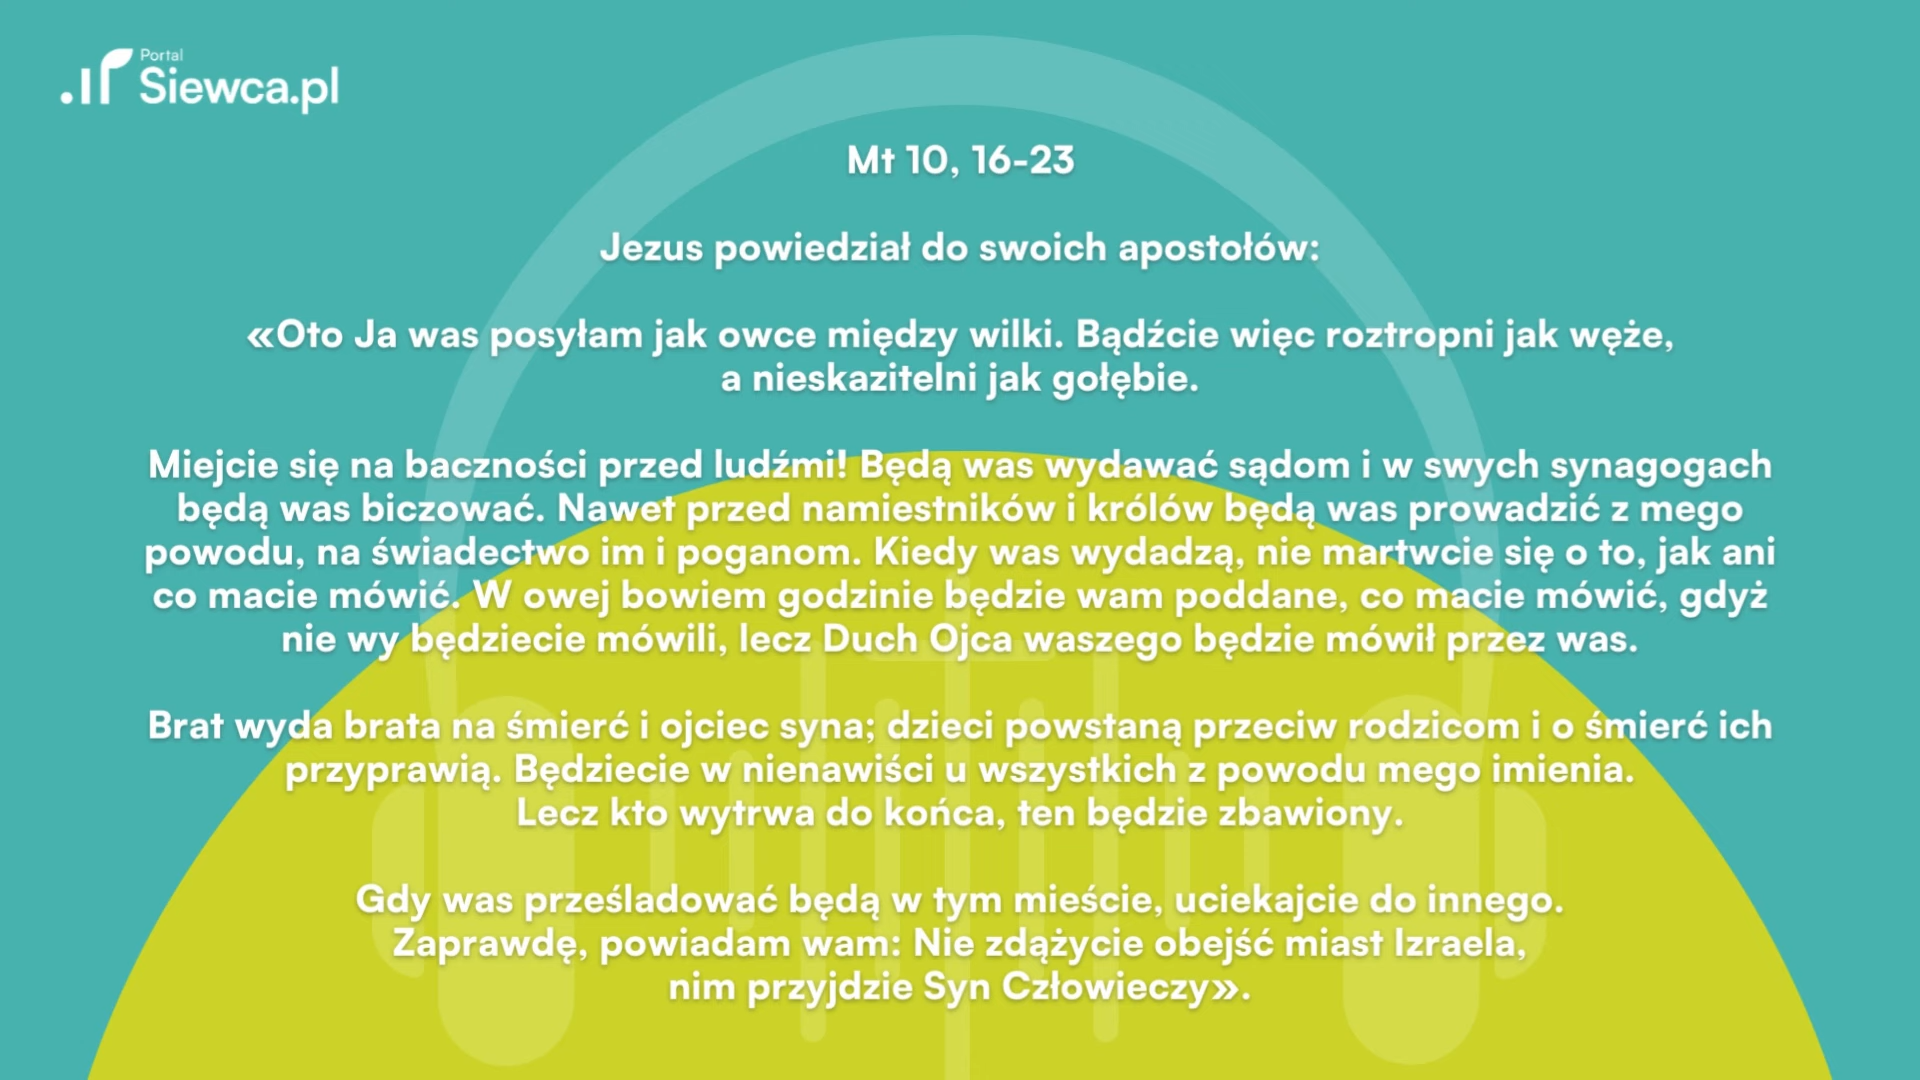 Portal
Siewca.pl
Mt 10, 16-23
Jezus powiedział do swoich apostołów:
«Oto Ja was posyłam jak owce między wilki. Bądźcie więc roztropni jak węże,
a nieskazitelni jak gołębie.
Miejcie się na baczności przed ludźmi! Będą was wydawać sądom i w swych synagogach
będą was biczować. Nawet przed namiestników i królów będą was prowadzić z mego
powodu, na świadectwo im i poganom. Kiedy was wydadzą, nie martwcie się o to, jak ani
co macie mówić. W owej bowiem godzinie będzie wam poddane, co macie mówić, gdyż
nie wy będziecie mówili, lecz Duch Ojca waszego będzie mówił przez was.
Brat wyda brata na śmierć i ojciec syna; dzieci powstaną przeciw rodzicom i o śmierć ich
przyprawią. Będziecie w nienawiści u wszystkich z powodu mego imienia.
Lecz kto wytrwa do końca, ten będzie zbawiony.
Gdy was prześladować będą w tym mieście, uciekajcie do innego.
Zaprawdę, powiadam wam: Nie zdążycie obejść miast Izraela,
nim przyjdzie Syn Człowieczy».